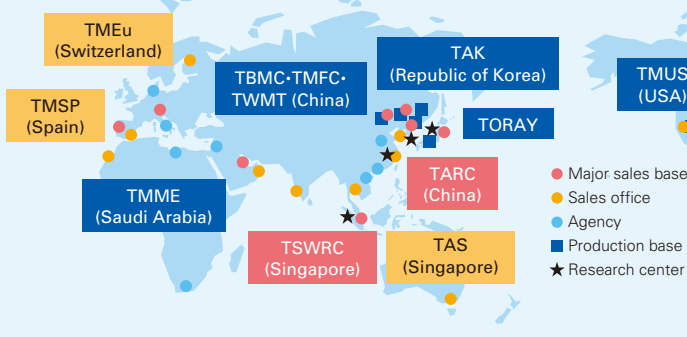 TMEu
(Switzerland)
TAK
(Republic of Korea)
TBMC･TMFC･
TWMT (China)
TMUS
(USA)
TMSP
(Spain)
TORAY
TARC
(China)
Major sales base
Sales office
Agency
Production base
Research center
TMME
(Saudi Arabia)
TSWRC
(Singapore)
TAS
(Singapore)